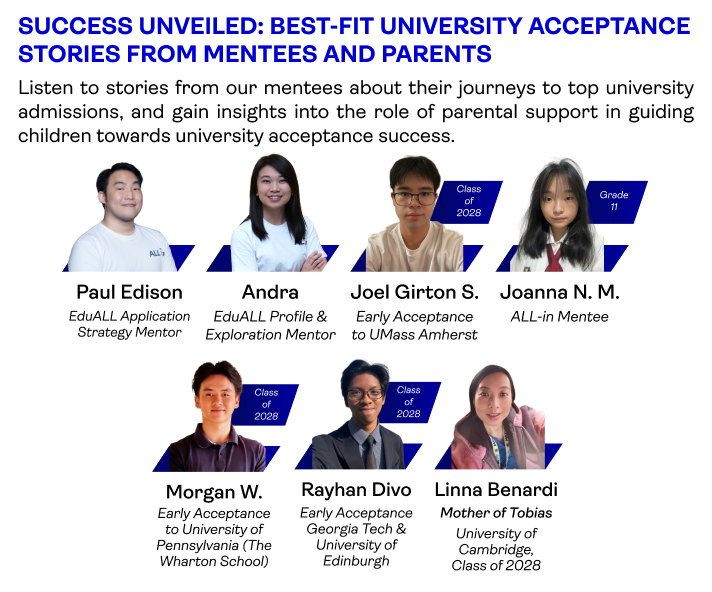 SUCCESS UNVEILED: BEST-FIT UNIVERSITY ACCEPTANCE
STORIES FROM MENTEES AND PARENTS
Listen to stories from our mentees about their journeys to top university
admissions, and gain insights into the role of parental support in guiding
children towards university acceptance success.
ALL
Paul Edison
EduALL Application
Strategy Mentor
Andra
EduALL Profile &
Exploration Mentor
Class
of
2028
Joel Girton S.
Early Acceptance
to UMass Amherst
Grade
11
Joanna N. M.
ALL-in Mentee
Class
of
2028
Morgan W.
Early Acceptance
to University of
Pennsylvania (The
Wharton School)
Class
of
2028
Rayhan Divo
Early Acceptance
Georgia Tech &
University of
Edinburgh
Linna Benardi
Mother of Tobias
University of
Cambridge,
Class of 2028